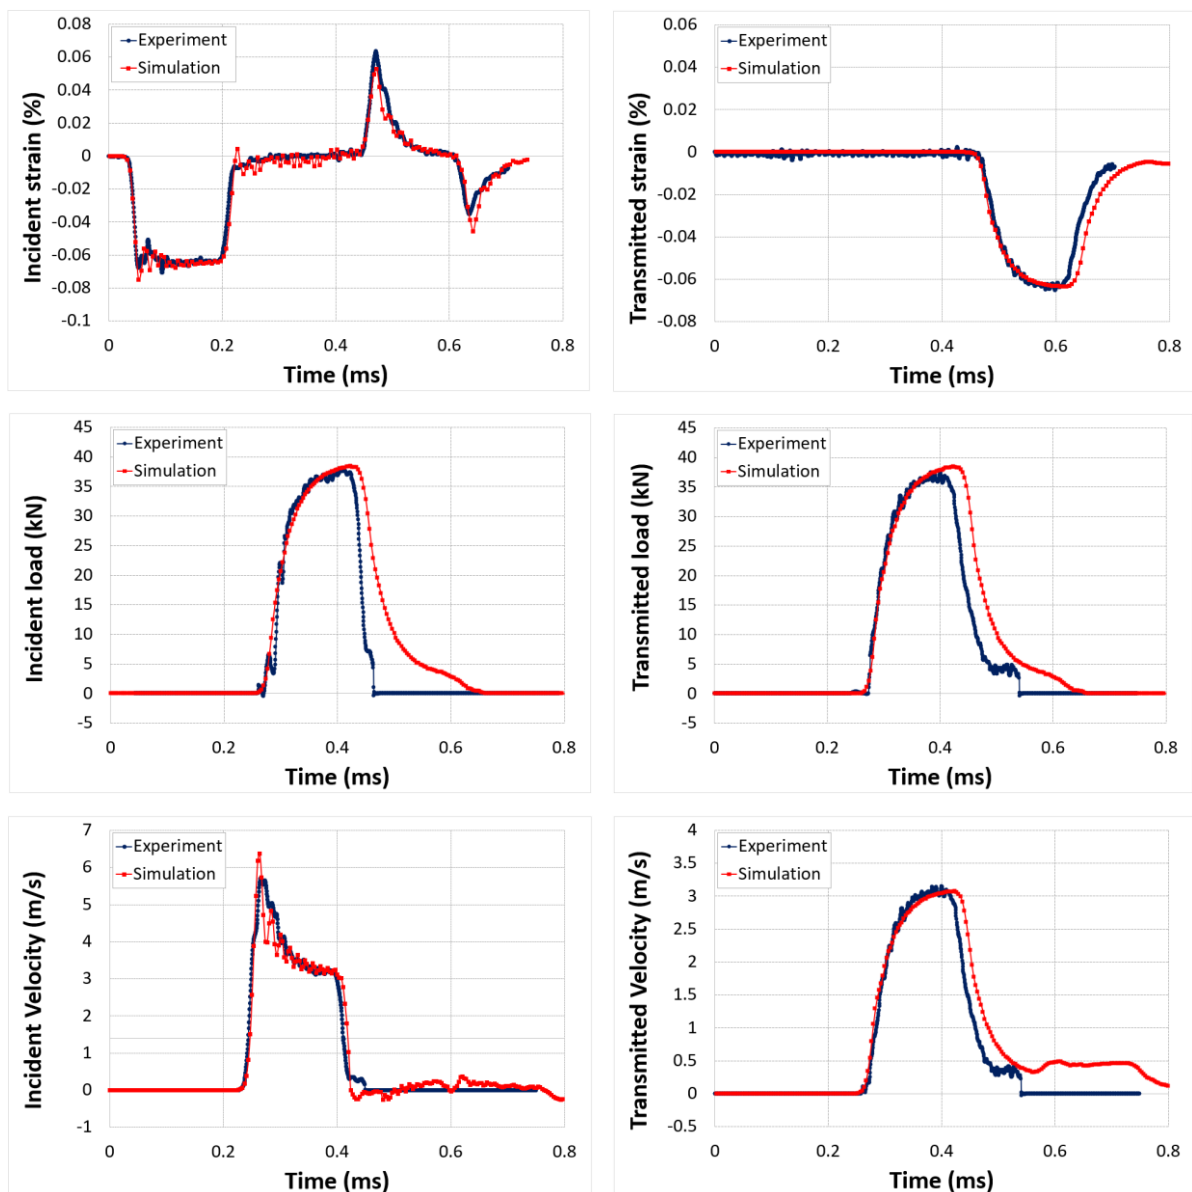 Incident strain (%)
0.08
0.06
0.04
0.02
0
-0.02
-0.04
-0.06
-0.08
-0.1
Experiment
Simulation
0 0.2 0.4 0.6 0.8
Time (ms)
Transmitted strain (%)
0.06
0.04
0.02
0
-0.02
-0.04
-0.06
-0.08
Experiment
Simulation
0 0.2 0.4 0.6 0.8
Time (ms)
Incident load (kN)
45
40
35
30
25
20
15
10
5
0
-5
Experiment
Simulation
0 0.2 0.4 0.6 0.8
Time (ms)
Transmitted load (kN)
45
40
35
30
25
20
15
10
5
0
-5
Experiment
Simulation
0 0.2 0.4 0.6 0.8
Time (ms)
Incident Velocity (m/s)
7
6
5
4
3
2
1
0
-1
Experiment
Simulation
0 0.2 0.4 0.6 0.8
Time (ms)
Transmitted Velocity (m/s)
4
3.5
3
2.5
2
1.5
1
0.5
0
-0.5
Experiment
Simulation
0 0.2 0.4 0.6 0.8
Time (ms)